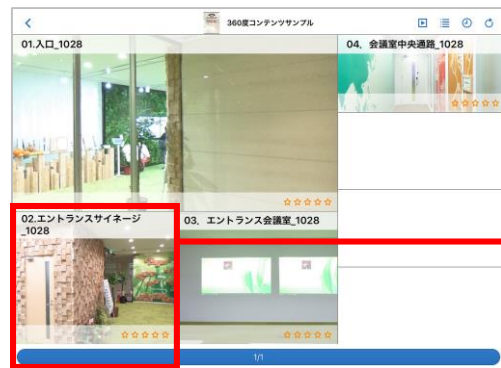 360度コンテンツサンプル
01.入口_1028
04．会議室中央通路_1028
02.エントランスサイネージ
_1028
03．エントランス会議室_1028
1/1